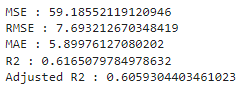 MSE : 59.18552119120946
RMSE : 7.693212670348419
MAE : 5.89976127080202
R2 : 0.6165079784978632
Adjusted R2 : 0.6059304403461023